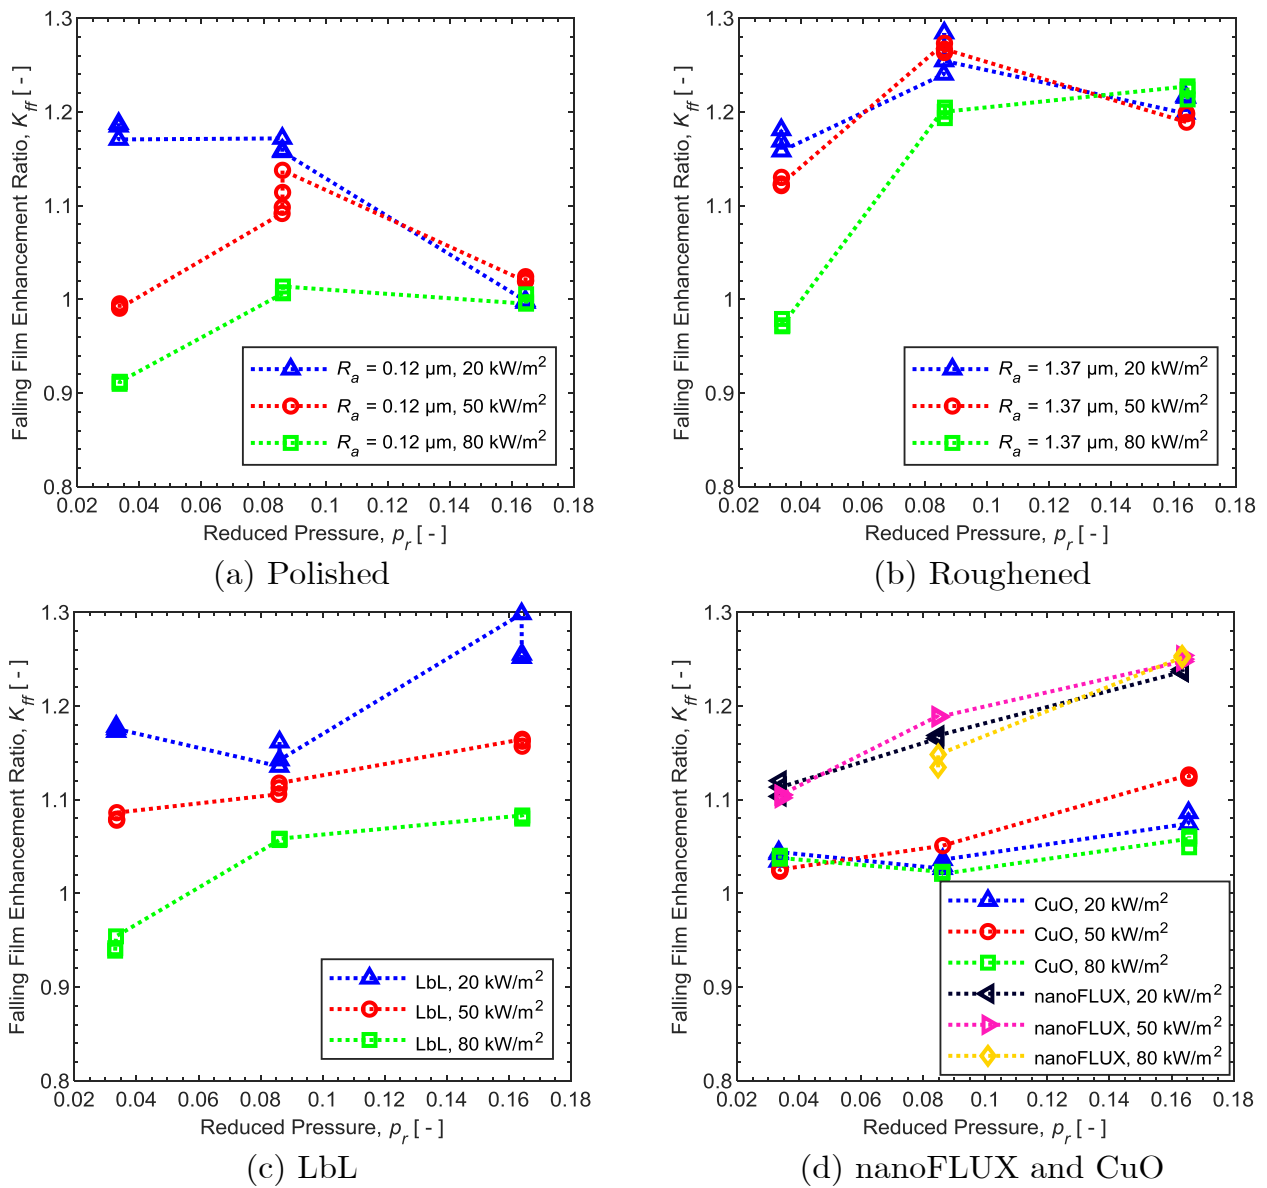 1.3
1.2
1.1
1
0.9
0.8
Falling Film Enhancement Ratio, K_ff [ - ]
R_a = 0.12 µm, 20 kW/m²
R_a = 0.12 µm, 50 kW/m²
R_a = 0.12 µm, 80 kW/m²
0.02 0.04 0.06 0.08 0.1 0.12 0.14 0.16 0.18
Reduced Pressure, p_r [ - ]
(a) Polished
1.3
1.2
1.1
1
0.9
0.8
Falling Film Enhancement Ratio, K_ff [ - ]
R_a = 1.37 µm, 20 kW/m²
R_a = 1.37 µm, 50 kW/m²
R_a = 1.37 µm, 80 kW/m²
0.02 0.04 0.06 0.08 0.1 0.12 0.14 0.16 0.18
Reduced Pressure, p_r [ - ]
(b) Roughened
1.3
1.2
1.1
1
0.9
0.8
Falling Film Enhancement Ratio, K_ff [ - ]
LbL, 20 kW/m²
LbL, 50 kW/m²
LbL, 80 kW/m²
0.02 0.04 0.06 0.08 0.1 0.12 0.14 0.16 0.18
Reduced Pressure, p_r [ - ]
(c) LbL
1.3
1.2
1.1
1
0.9
0.8
Falling Film Enhancement Ratio, K_ff [ - ]
CuO, 20 kW/m²
CuO, 50 kW/m²
CuO, 80 kW/m²
nanoFLUX, 20 kW/m²
nanoFLUX, 50 kW/m²
nanoFLUX, 80 kW/m²
0.02 0.04 0.06 0.08 0.1 0.12 0.14 0.16 0.18
Reduced Pressure, p_r [ - ]
(d) nanoFLUX and CuO